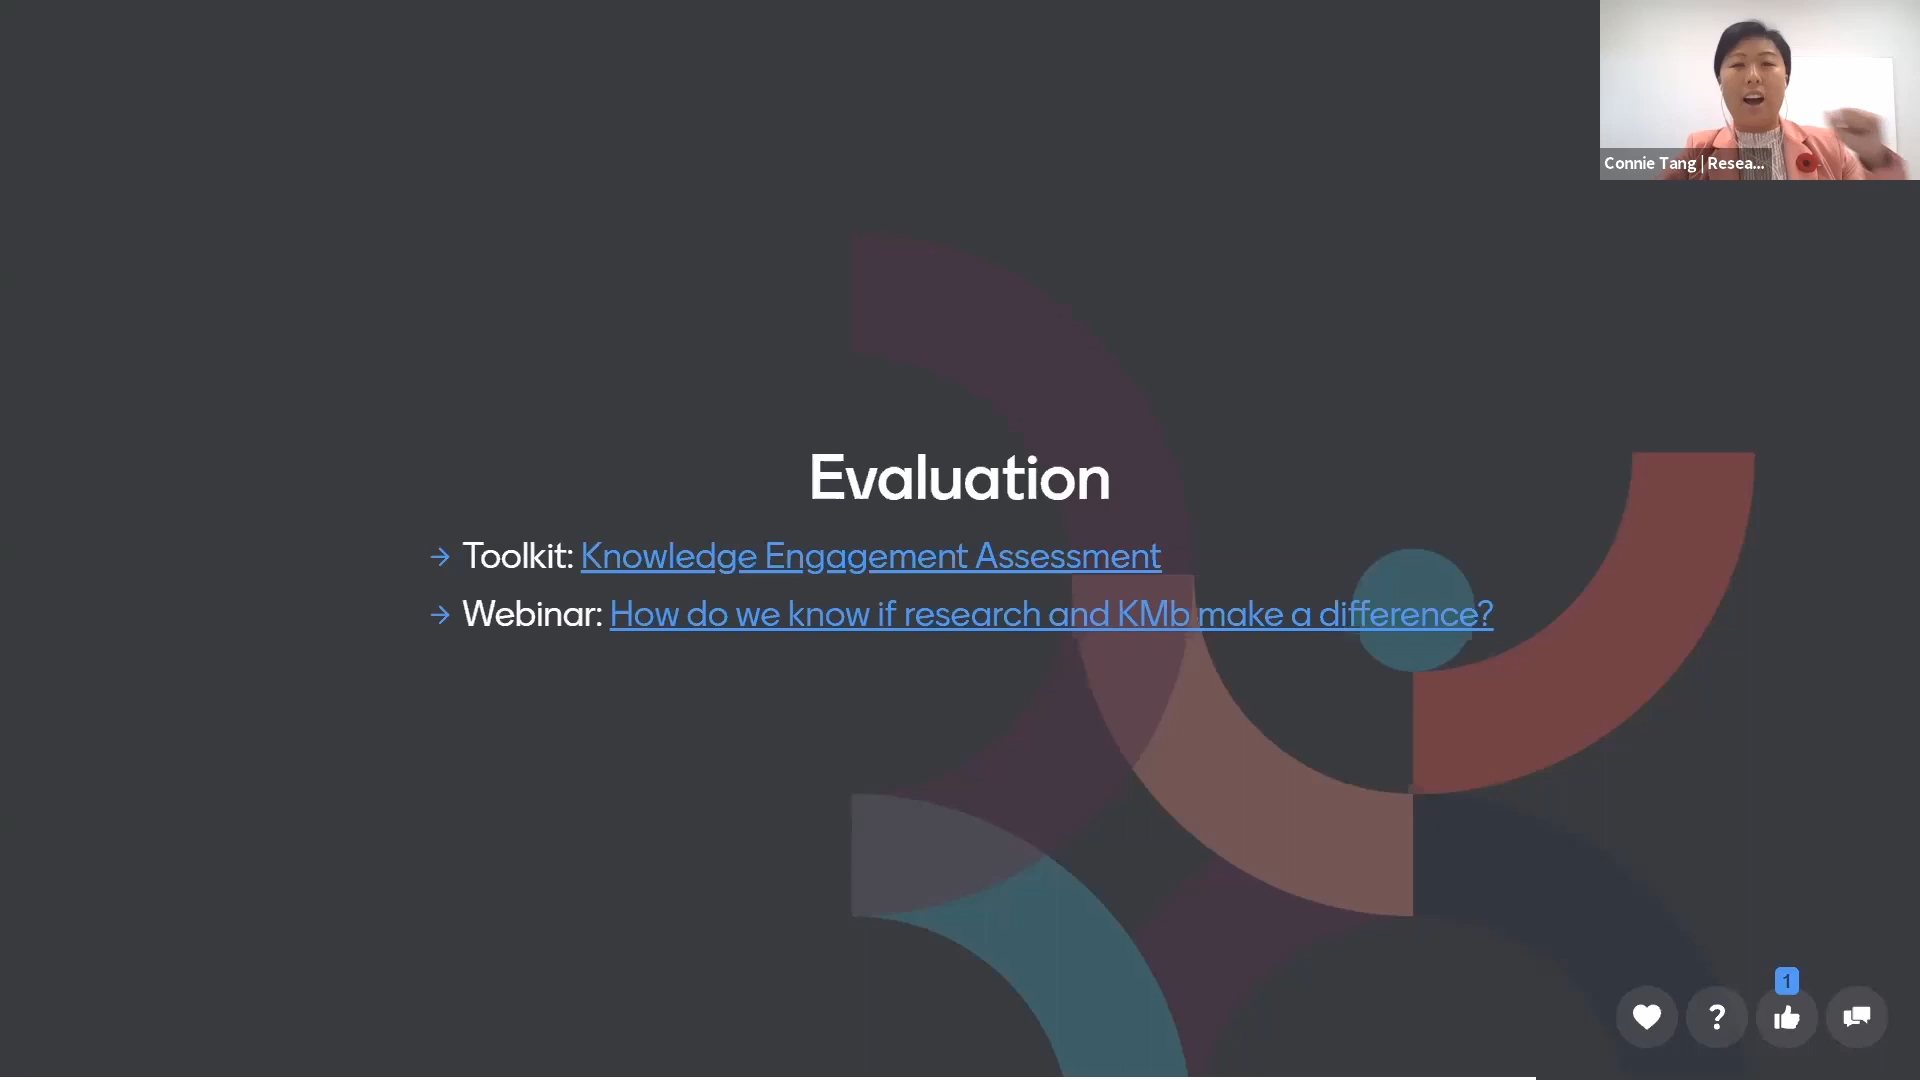 Connie Tang | Resea...
Evaluation
→ Toolkit: Knowledge Engagement Assessment
→ Webinar: How do we know if research and KMb make a difference?
1
?